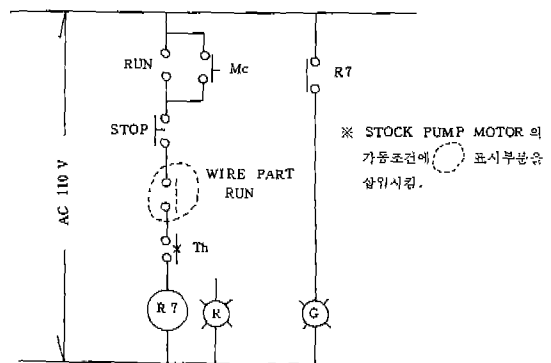 RUN
Mc
R7
STOP
AC 110 V
※ STOCK PUMP MOTOR 의
가동조건에 표시부분을
삽입시킴.
WIRE PART
RUN
Th
R 7
R
G